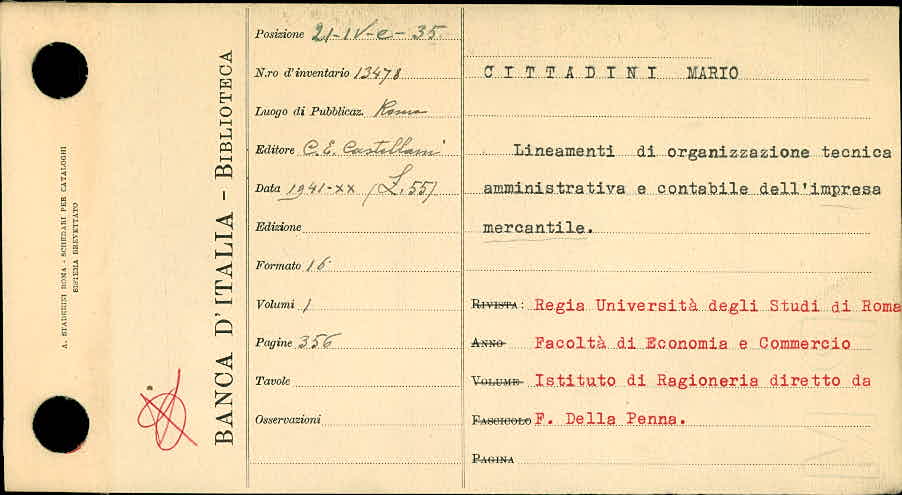 A. STADERINI ROMA - SCHEDARI PER CATALOGHI
SISTEMA BREVETTATO
BANCA D'ITALIA - BIBLIOTECA
Posizione 21-IV-e-35
N.ro d'inventario 13478
Luogo di Pubblicaz. Roma
Editore C. E. Castellani
Data 1941-XX (L. 55)
Edizione
Formato 16
Volumi 1
Pagine 356
Tavole
Osservazioni
CITTADINI MARIO
Lineamenti di organizzazione tecnica
amministrativa e contabile dell'impresa
mercantile.
RIVISTA: Regia Università degli Studi di Roma
ANNO Facoltà di Economia e Commercio
VOLUME Istituto di Ragioneria diretto da
FASCICOLO F. Della Penna.
PAGINA